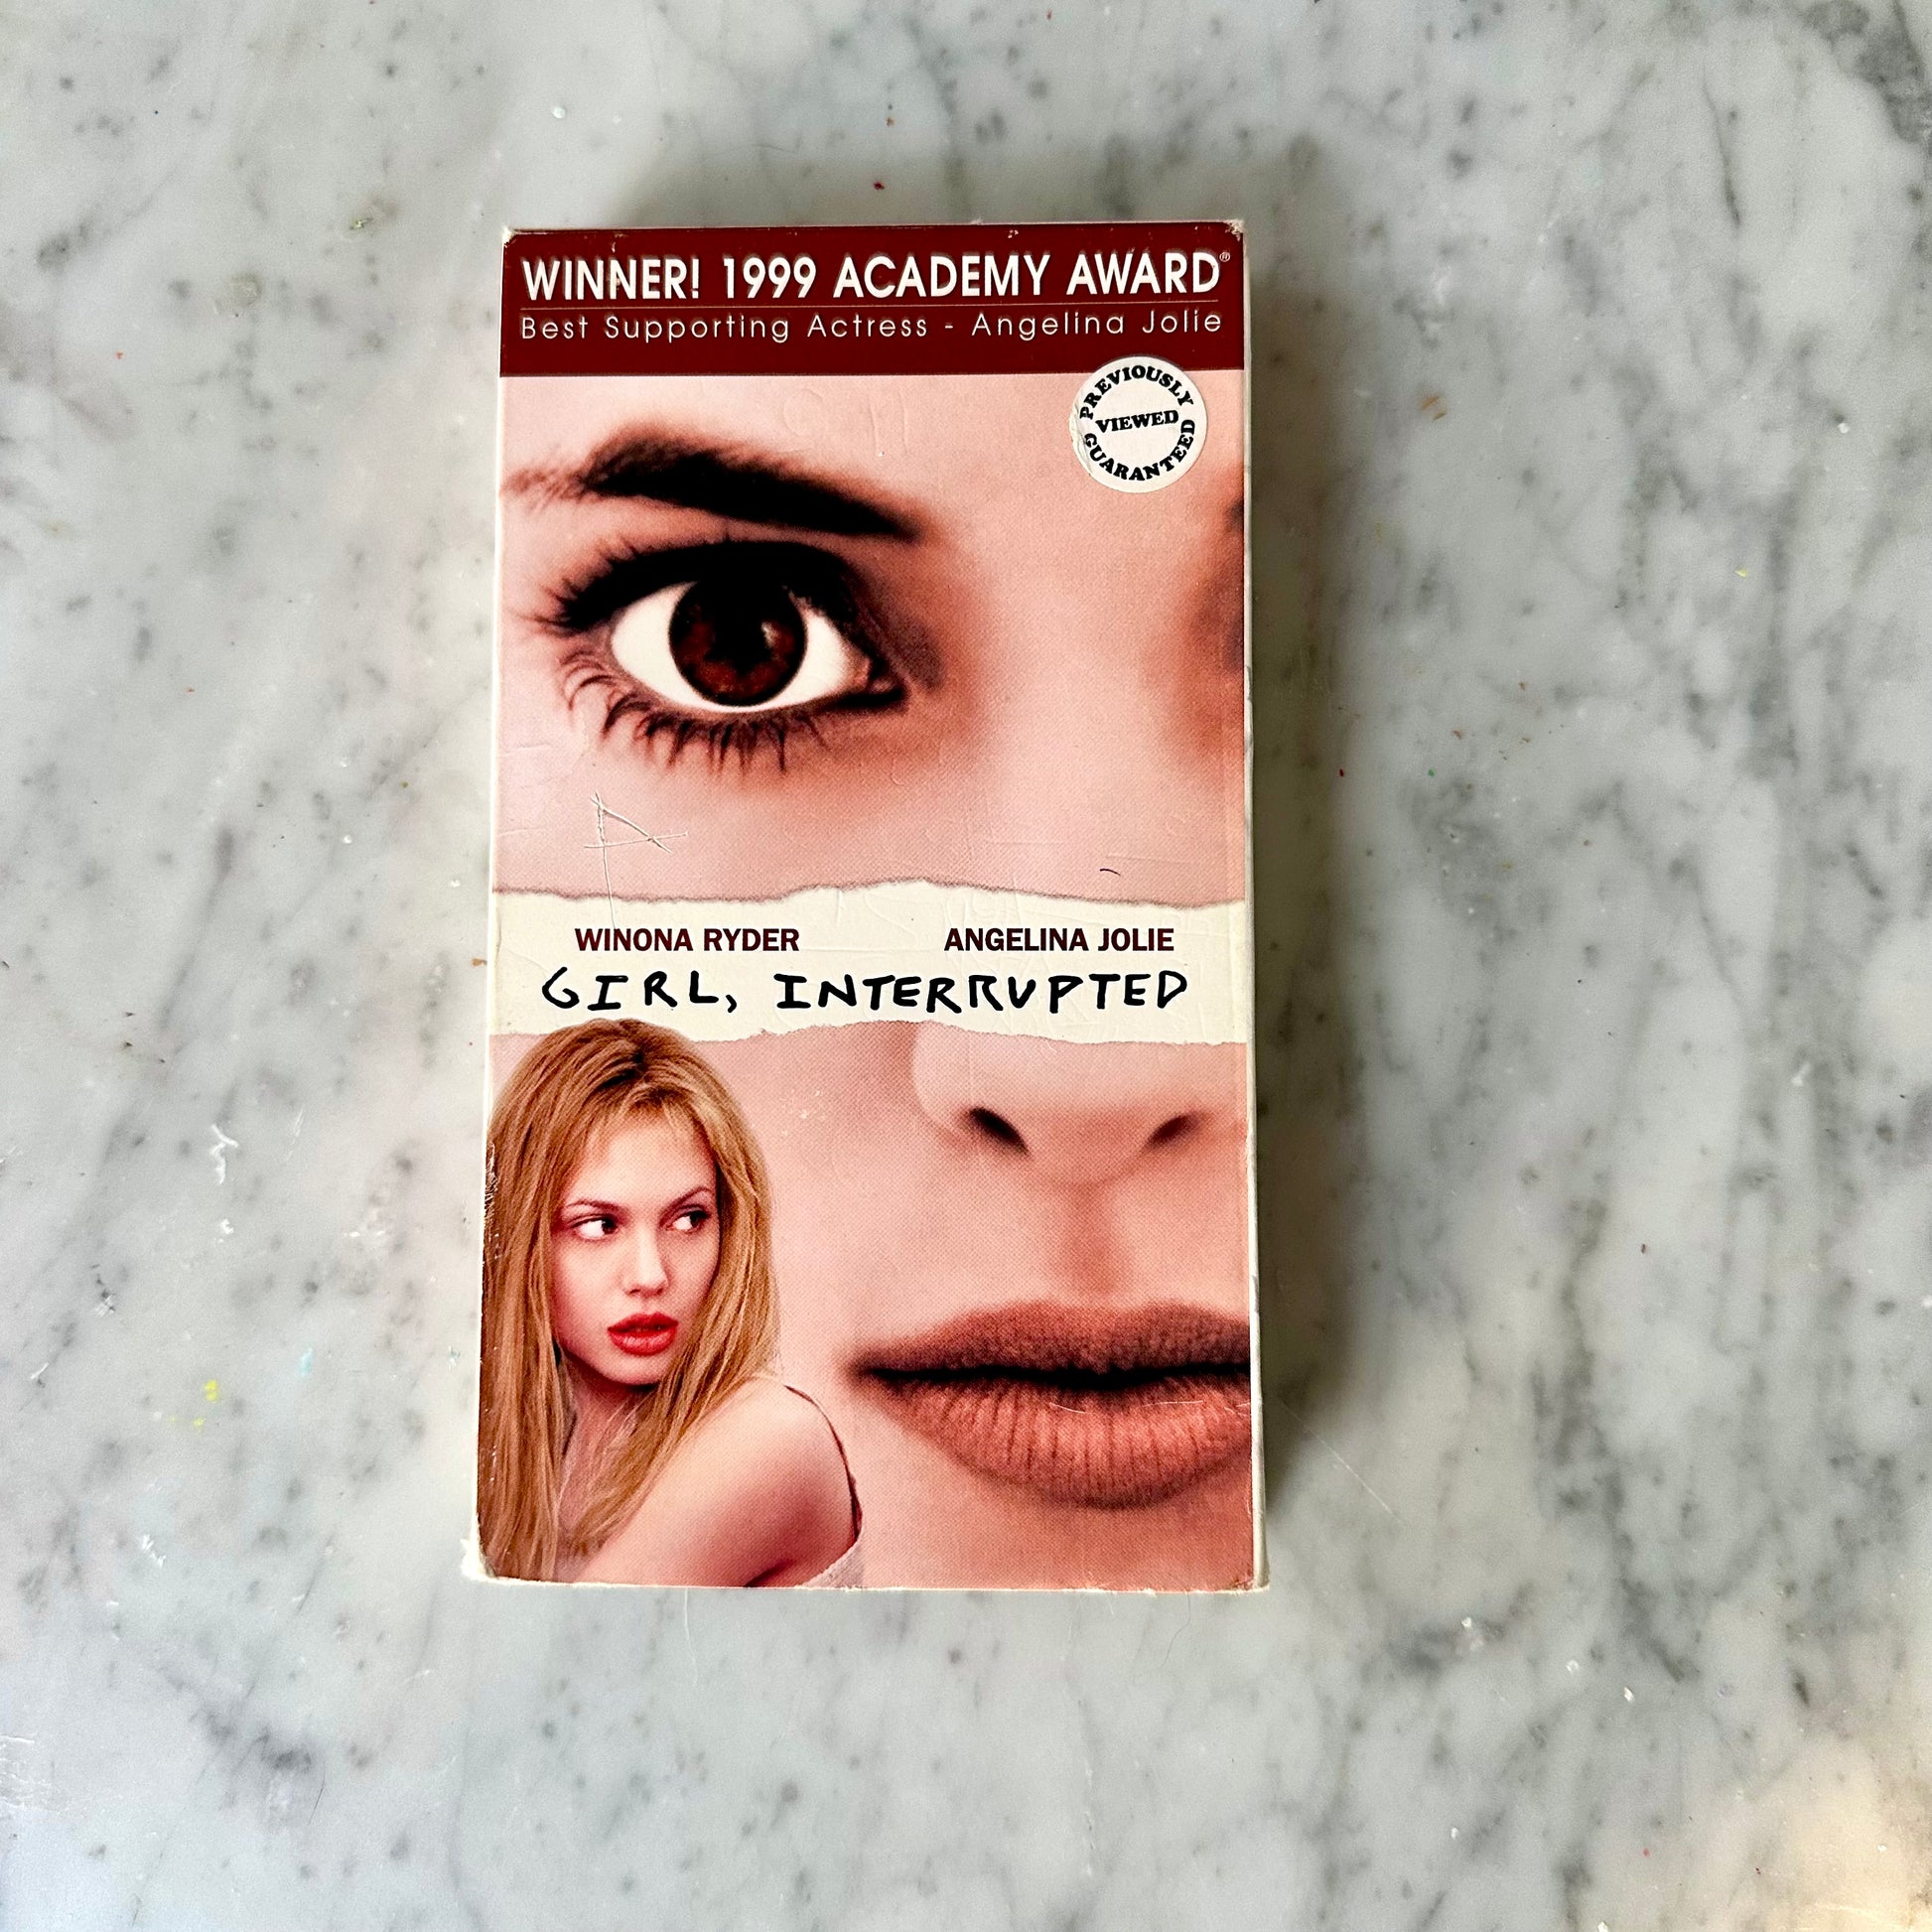 WINNER! 1999 ACADEMY AWARD®
Best Supporting Actress - Angelina Jolie
PREVIOUSLY
VIEWED
GUARANTEED
WINONA RYDER ANGELINA JOLIE
GIRL, INTERRUPTED